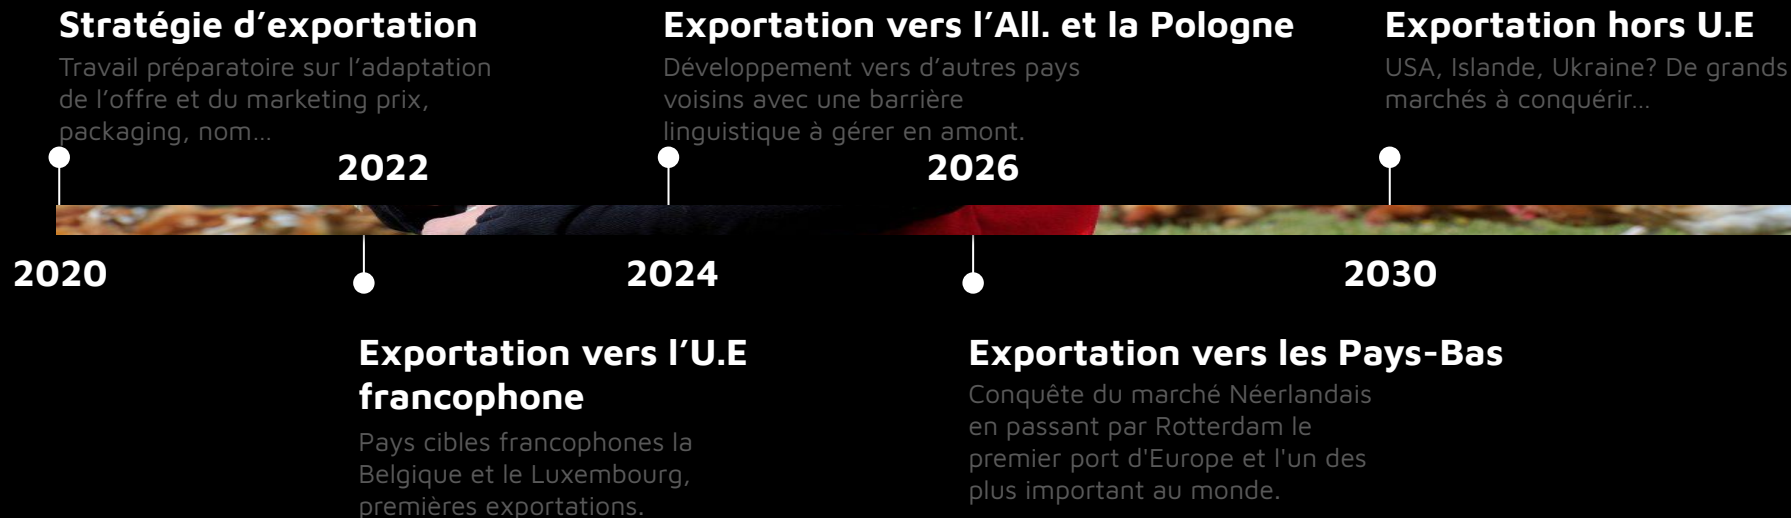 Stratégie d’exportation
Travail préparatoire sur l’adaptation
de l’offre et du marketing prix,
packaging, nom...
2020
2022
Exportation vers l’U.E
francophone
Pays cibles francophones la
Belgique et le Luxembourg,
premières exportations.
Exportation vers l’All. et la Pologne
Développement vers d’autres pays
voisins avec une barrière
linguistique à gérer en amont.
2024
2026
Exportation vers les Pays-Bas
Conquête du marché Néerlandais
en passant par Rotterdam le
premier port d'Europe et l'un des
plus important au monde.
Exportation hors U.E
USA, Islande, Ukraine? De grands
marchés à conquérir...
2030